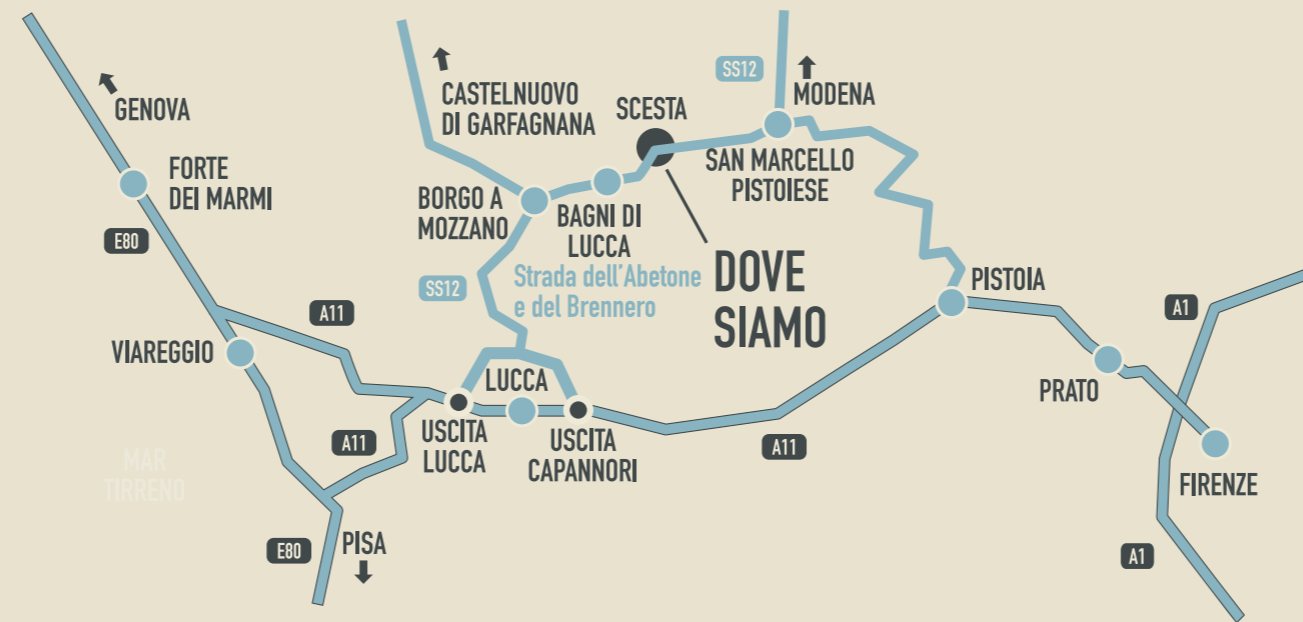 GENOVA
FORTE
DEI MARMI
E80
A11
VIAREGGIO
MAR
TIRRENO
A11
E80
PISA
CASTELNUOVO
DI GARFAGNANA
BORGO A
MOZZANO
BAGNI DI
LUCCA
SS12
Strada dell'Abetone
e del Brennero
SCESTA
SS12
MODENA
SAN MARCELLO
PISTOIESE
DOVE
SIAMO
LUCCA
USCITA
LUCCA
USCITA
CAPANNORI
A11
PISTOIA
PRATO
A1
FIRENZE
A1